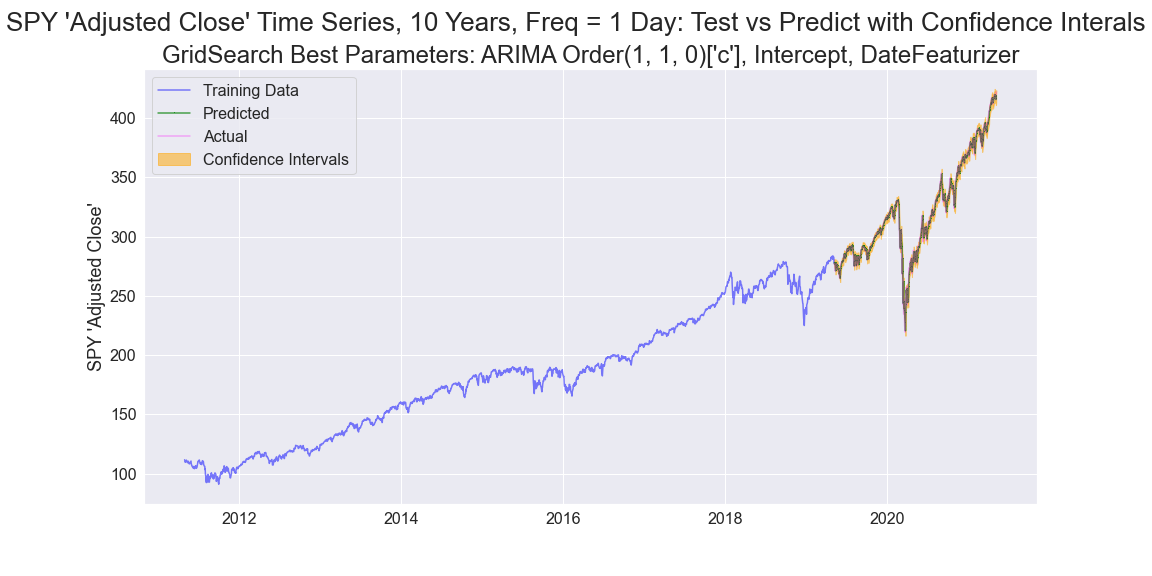 SPY 'Adjusted Close' Time Series, 10 Years, Freq = 1 Day: Test vs Predict with Confidence Interals
GridSearch Best Parameters: ARIMA Order(1, 1, 0)['c'], Intercept, DateFeaturizer
Training Data
Predicted
Actual
Confidence Intervals
SPY 'Adjusted Close'
400
350
300
250
200
150
100
2012 2014 2016 2018 2020